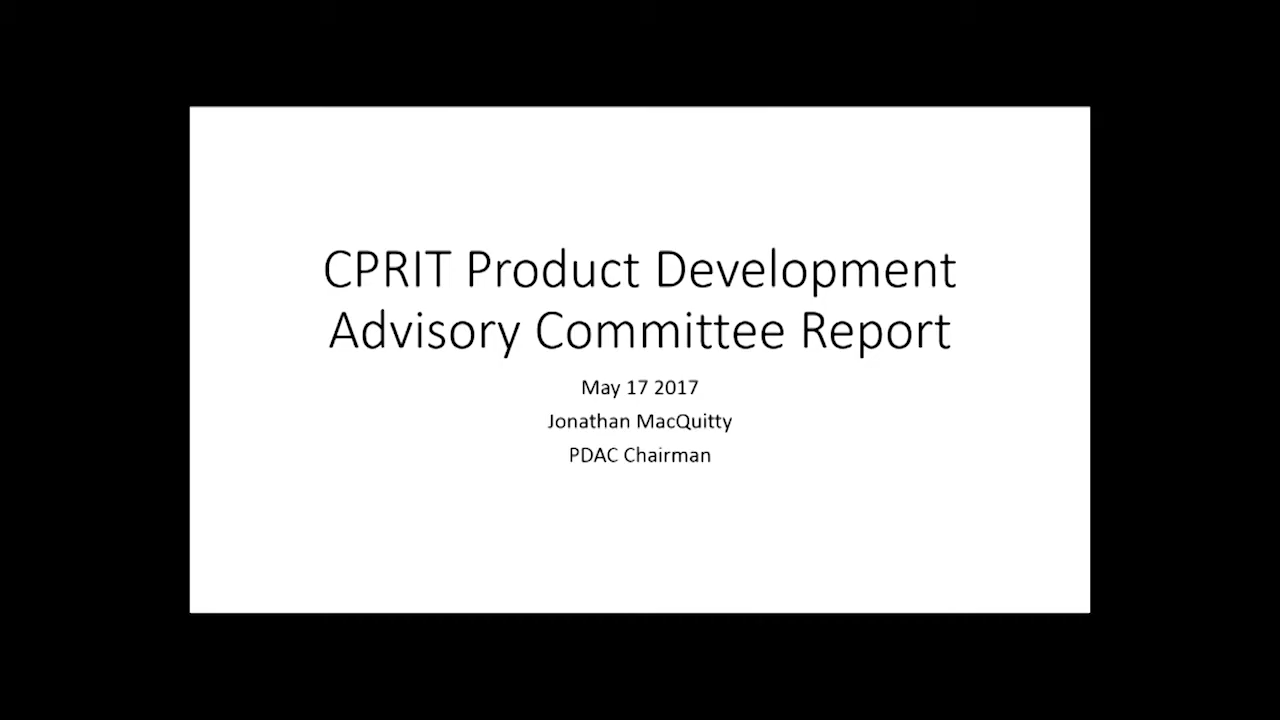 CPRIT Product Development
Advisory Committee Report
May 17 2017
Jonathan MacQuitty
PDAC Chairman